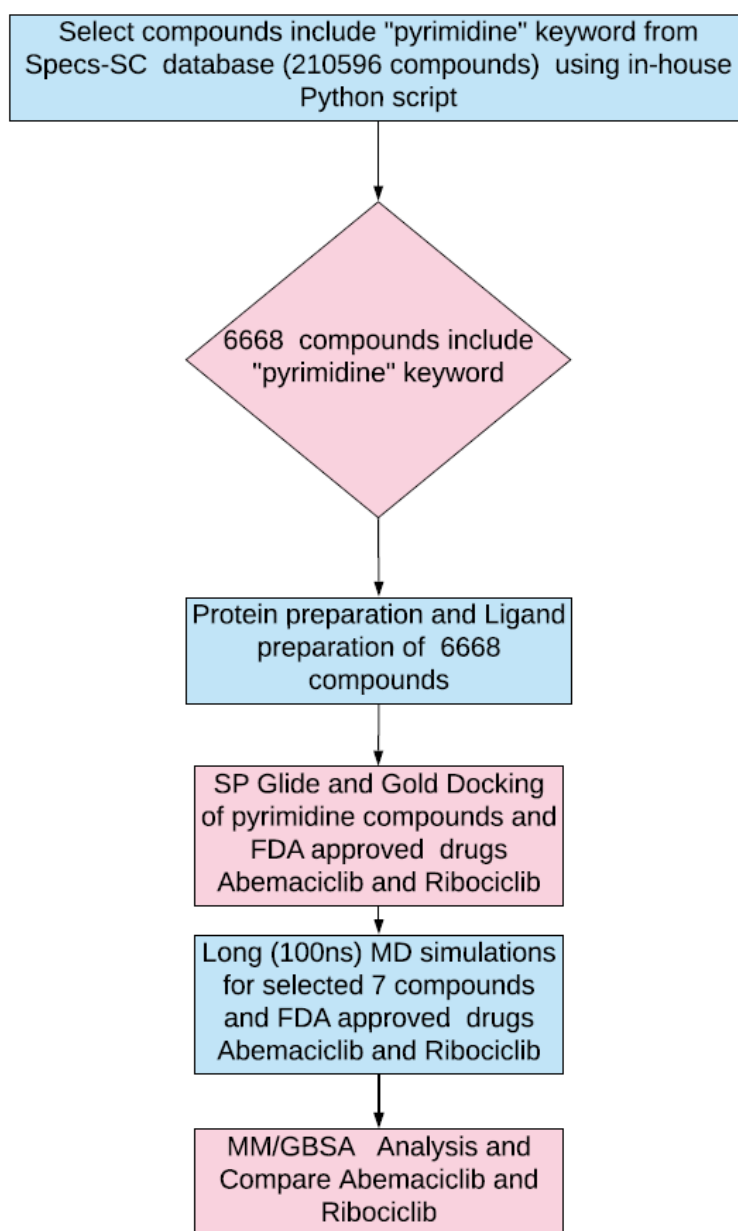 Select compounds include "pyrimidine" keyword from
Specs-SC database (210596 compounds) using in-house
Python script
6668 compounds include
"pyrimidine" keyword
Protein preparation and Ligand
preparation of 6668
compounds
SP Glide and Gold Docking
of pyrimidine compounds and
FDA approved drugs
Abemaciclib and Ribociclib
Long (100ns) MD simulations
for selected 7 compounds
and FDA approved drugs
Abemaciclib and Ribociclib
MM/GBSA Analysis and
Compare Abemaciclib and
Ribociclib